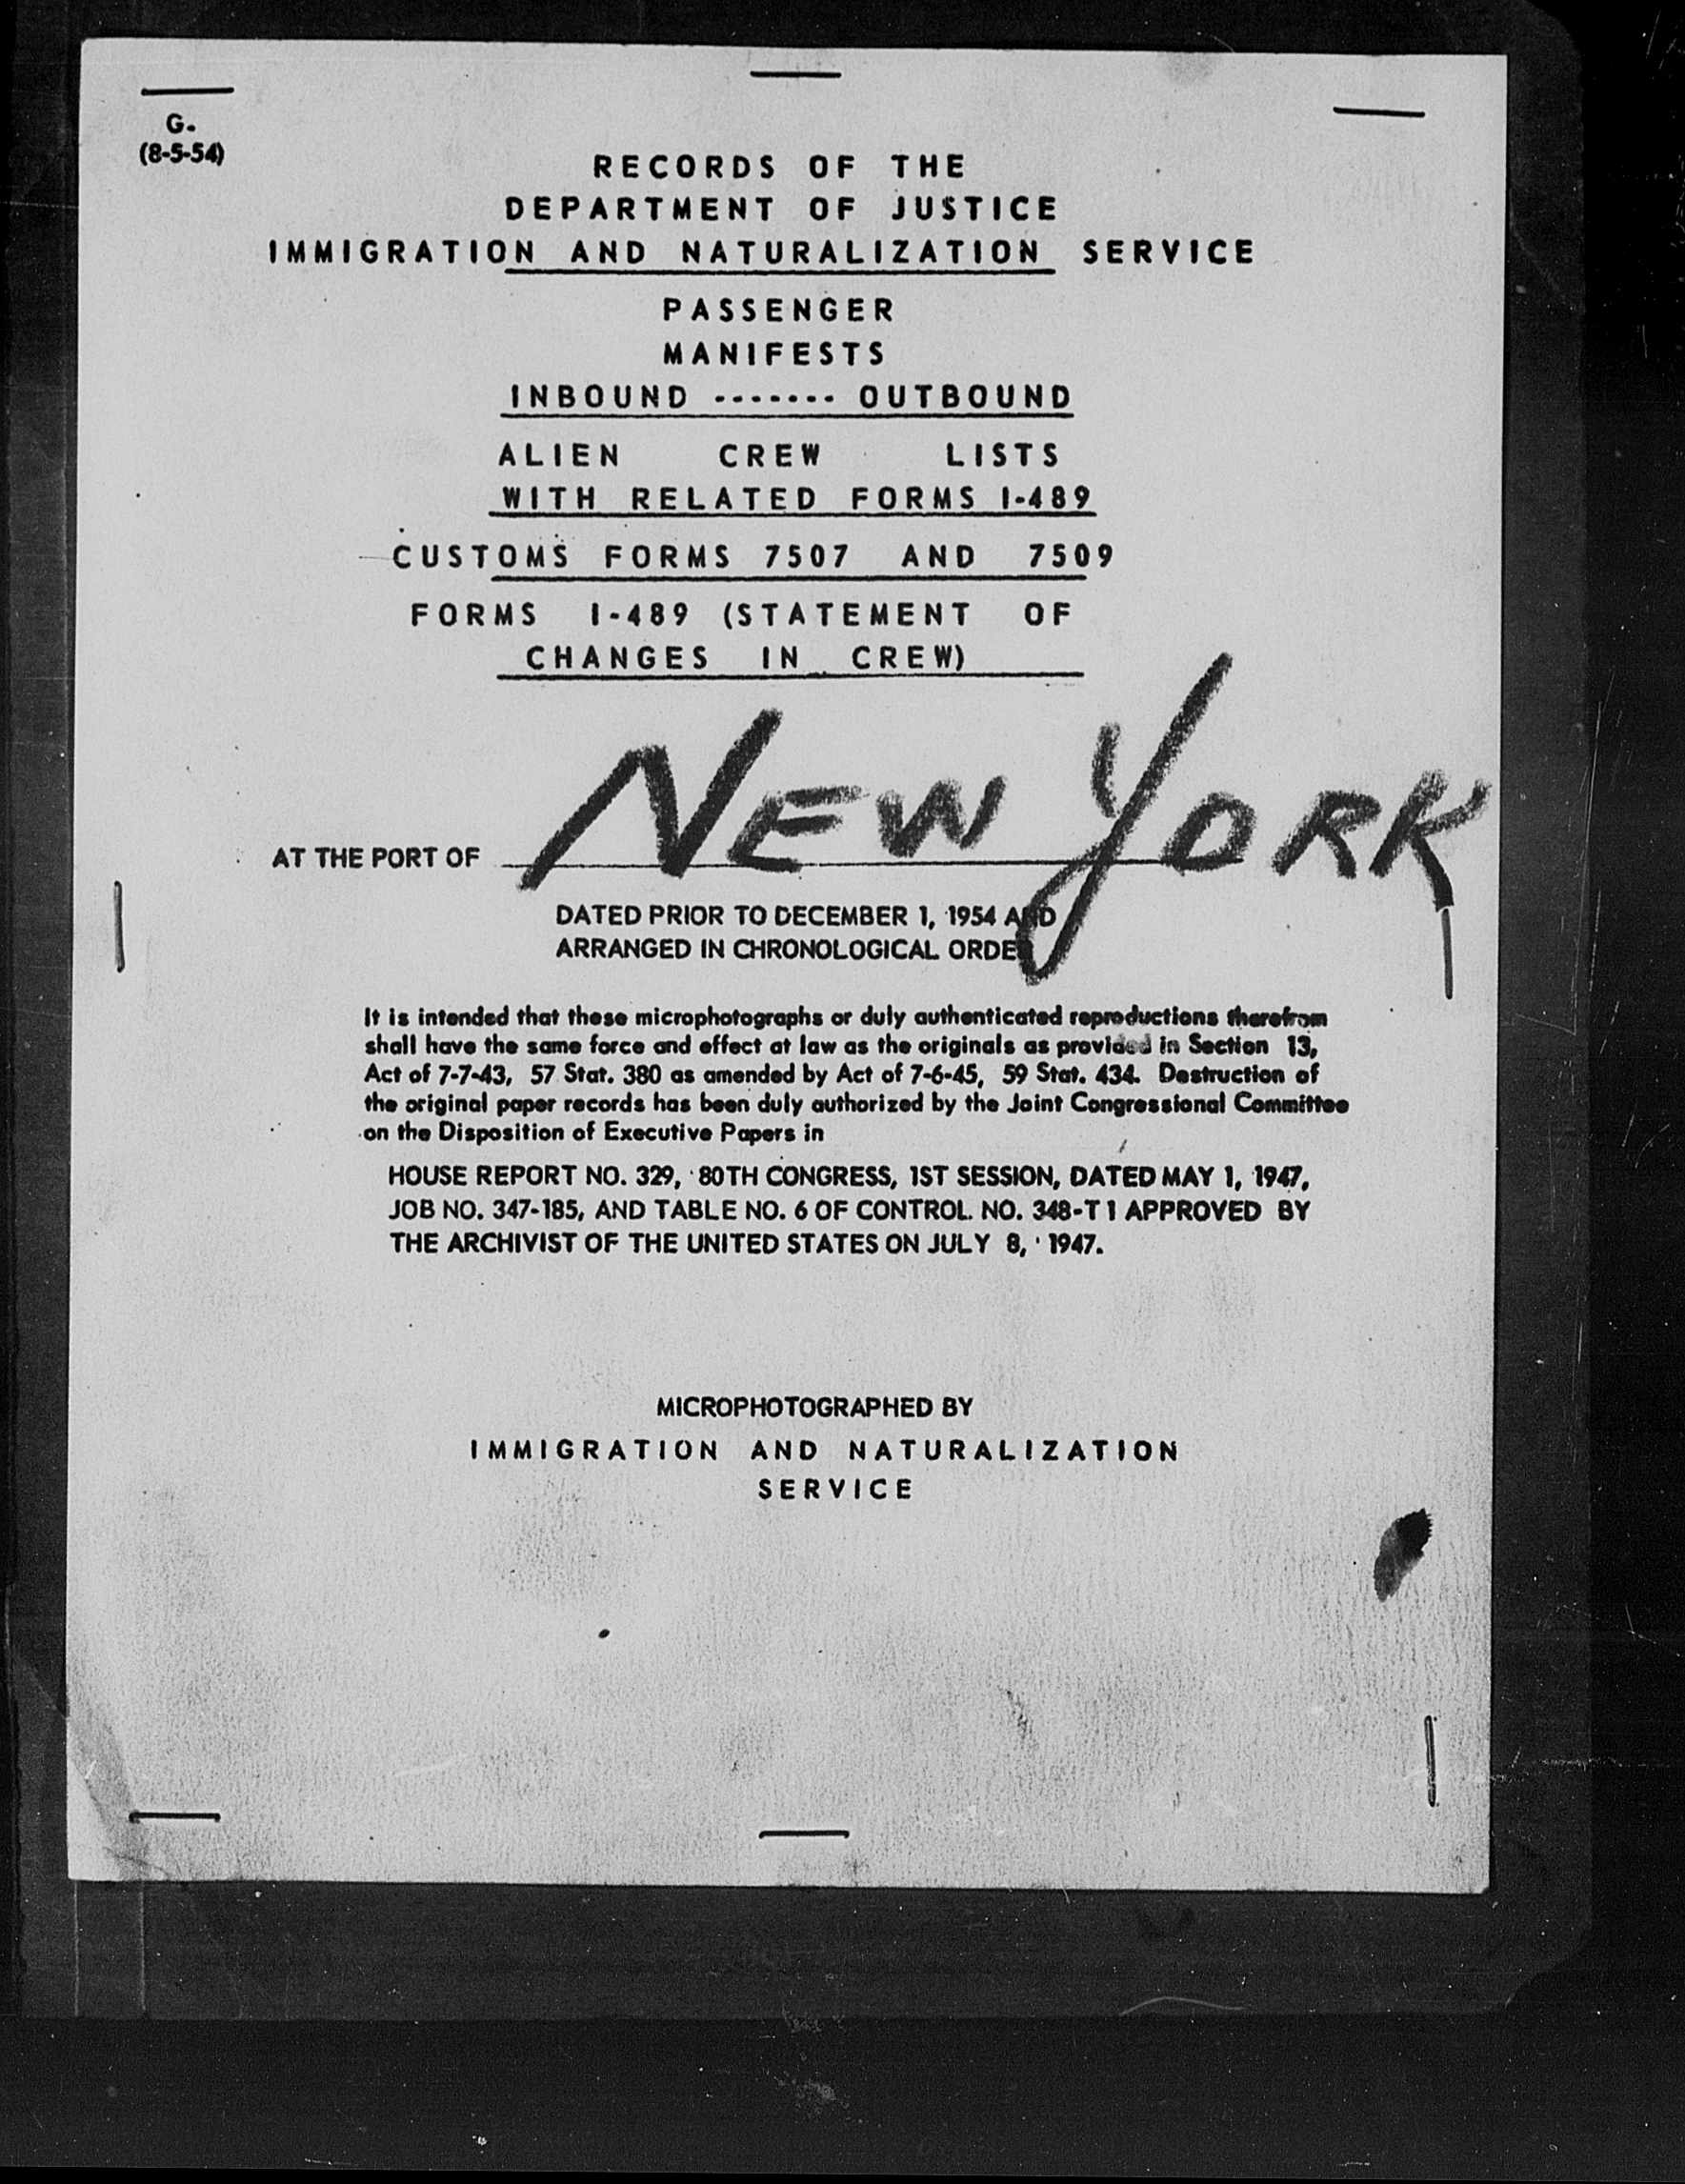 G.
(8-5-54)
RECORDS OF THE
DEPARTMENT OF JUSTICE
IMMIGRATION AND NATURALIZATION SERVICE
PASSENGER
MANIFESTS
INBOUND ------- OUTBOUND
ALIEN CREW LISTS
WITH RELATED FORMS I-489
CUSTOMS FORMS 7507 AND 7509
FORMS I-489 (STATEMENT OF
CHANGES IN CREW)
AT THE PORT OF NEW YORK
DATED PRIOR TO DECEMBER 1, 1954 AND
ARRANGED IN CHRONOLOGICAL ORDER
It is intended that these microphotographs or duly authenticated reproductions therefrom
shall have the same force and effect at law as the originals as provided in Section 13,
Act of 7-7-43, 57 Stat. 380 as amended by Act of 7-6-45, 59 Stat. 434. Destruction of
the original paper records has been duly authorized by the Joint Congressional Committee
on the Disposition of Executive Papers in
HOUSE REPORT NO. 329, 80TH CONGRESS, 1ST SESSION, DATED MAY 1, 1947,
JOB NO. 347-185, AND TABLE NO. 6 OF CONTROL NO. 348-T1 APPROVED BY
THE ARCHIVIST OF THE UNITED STATES ON JULY 8, 1947.
MICROPHOTOGRAPHED BY
IMMIGRATION AND NATURALIZATION
SERVICE